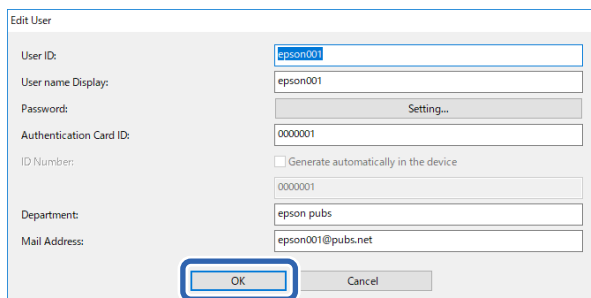 Edit User
User ID: epson001
User name Display: epson001
Password: Setting...
Authentication Card ID: 0000001
ID Number: Generate automatically in the device
0000001
Department: epson pubs
Mail Address: epson001@pubs.net
OK Cancel